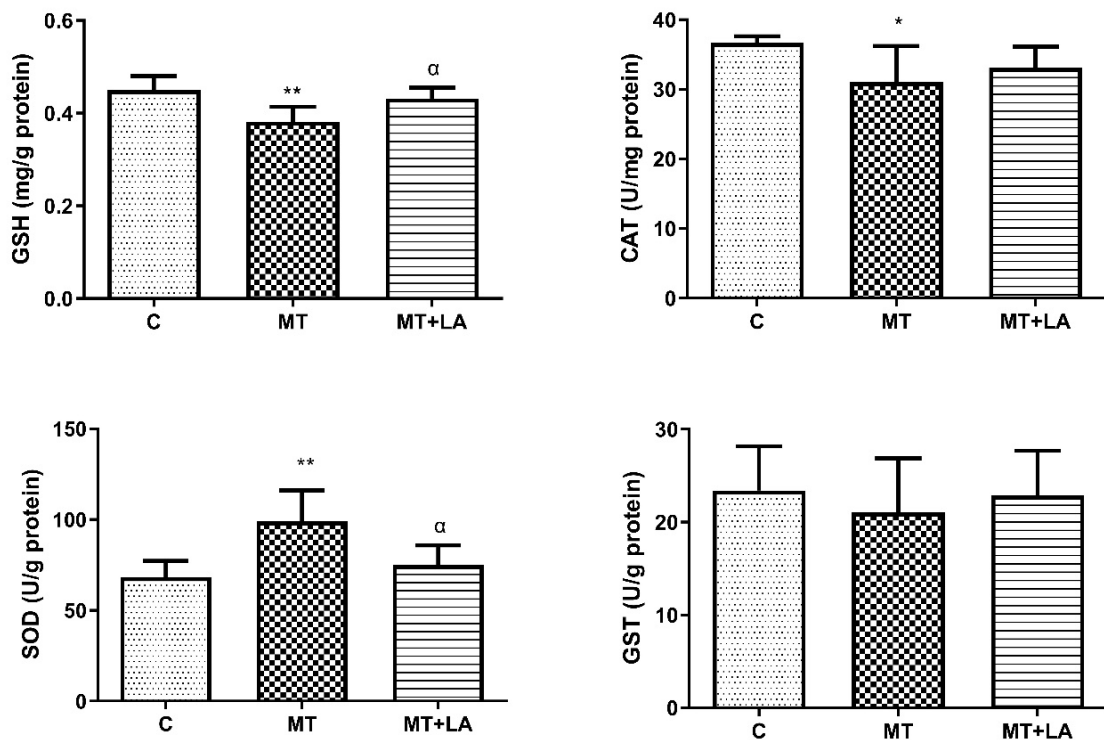 GSH (mg/g protein)
0.6
0.4
0.2
0.0
**
α
C MT MT+LA
CAT (U/mg protein)
40
30
20
10
0
*
C MT MT+LA
SOD (U/g protein)
150
100
50
0
**
α
C MT MT+LA
GST (U/g protein)
30
20
10
0
C MT MT+LA